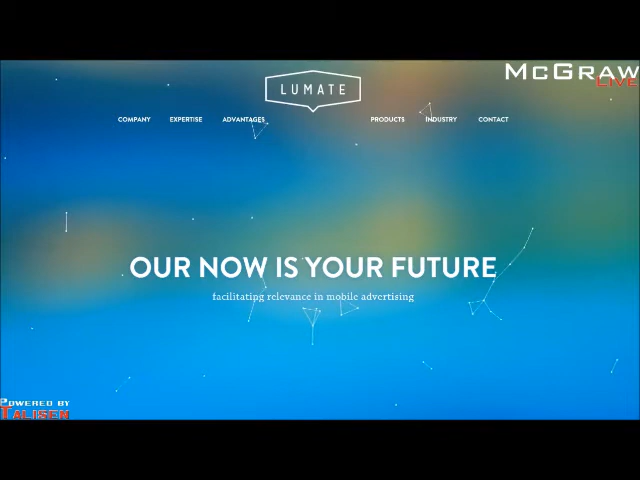 McGraw
Live
LUMATE
COMPANY EXPERTISE ADVANTAGES PRODUCTS INDUSTRY CONTACT
OUR NOW IS YOUR FUTURE
facilitating relevance in mobile advertising
Powered by
Talisen